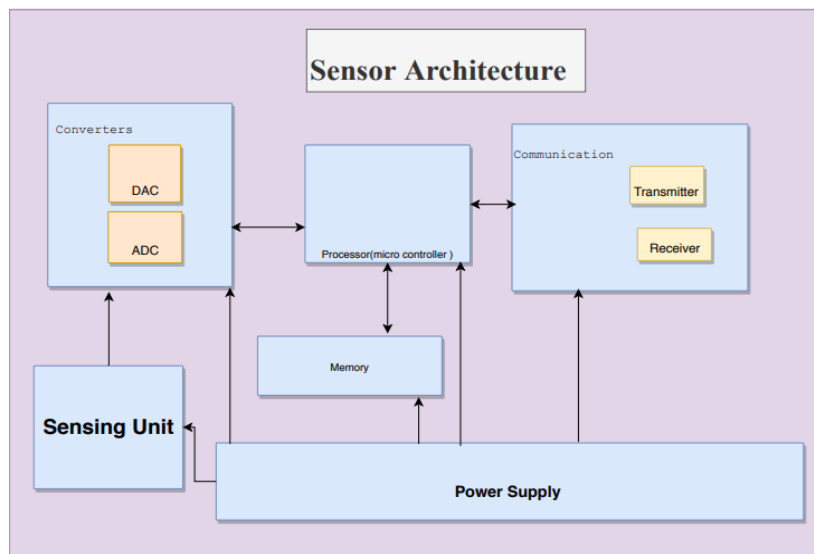 Sensor Architecture
Converters
DAC
ADC
Processor(micro controller )
Communication
Transmitter
Receiver
Memory
Sensing Unit
Power Supply